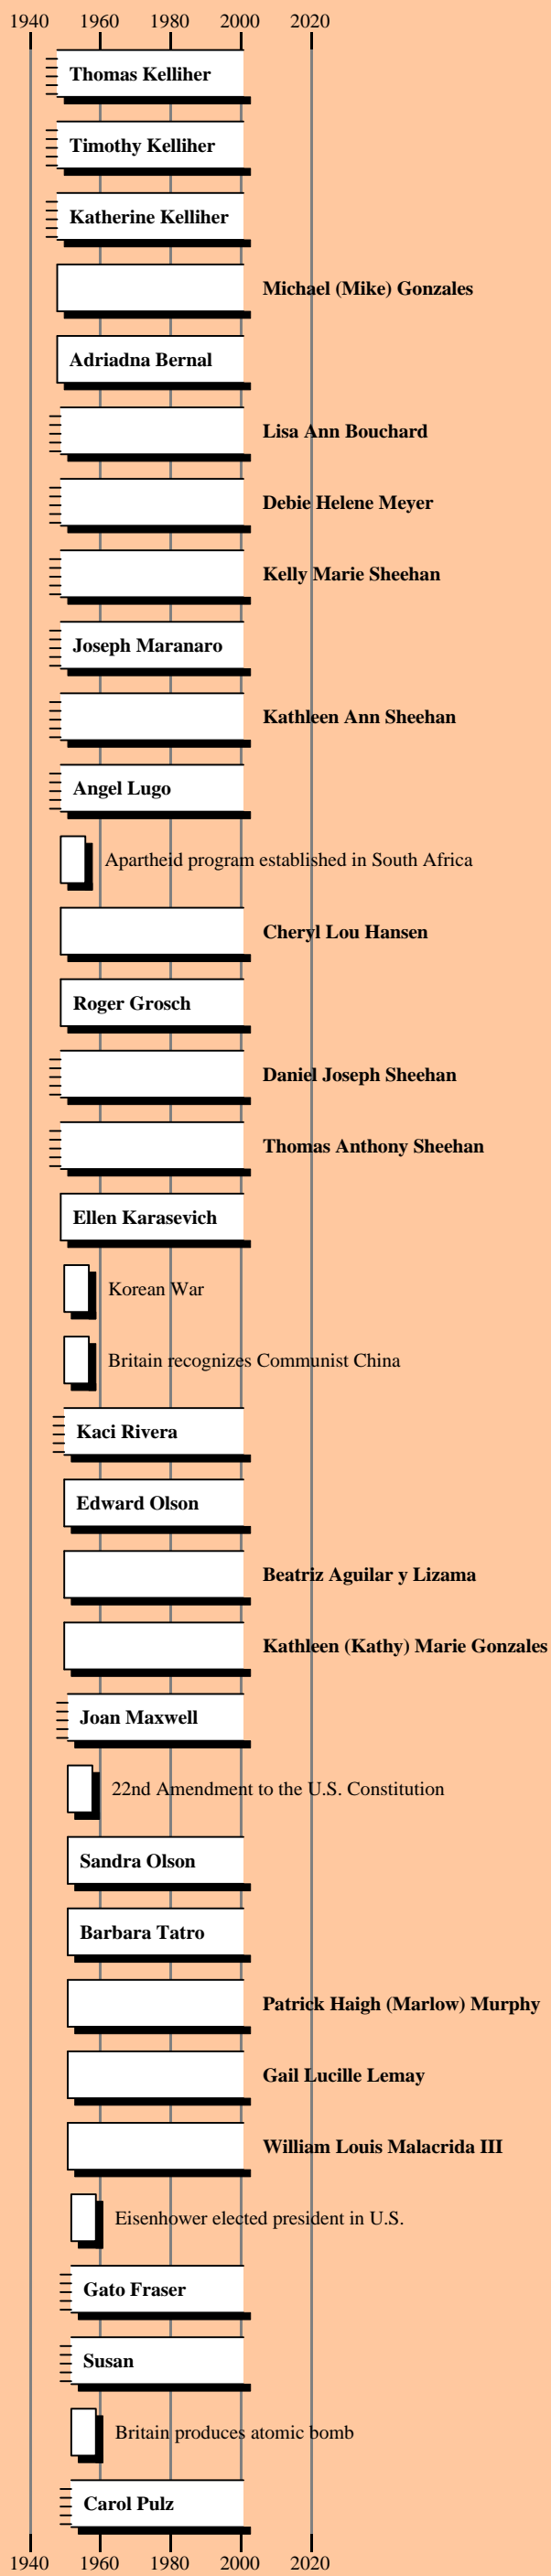 1940 1960 1980 2000 2020
Thomas Kelliher
Timothy Kelliher
Katherine Kelliher
Michael (Mike) Gonzales
Adriadna Bernal
Lisa Ann Bouchard
Debie Helene Meyer
Kelly Marie Sheehan
Joseph Maranaro
Kathleen Ann Sheehan
Angel Lugo
Apartheid program established in South Africa
Cheryl Lou Hansen
Roger Grosch
Daniel Joseph Sheehan
Thomas Anthony Sheehan
Ellen Karasevich
Korean War
Britain recognizes Communist China
Kaci Rivera
Edward Olson
Beatriz Aguilar y Lizama
Kathleen (Kathy) Marie Gonzales
Joan Maxwell
22nd Amendment to the U.S. Constitution
Sandra Olson
Barbara Tatro
Patrick Haigh (Marlow) Murphy
Gail Lucille Lemay
William Louis Malacrida III
Eisenhower elected president in U.S.
Gato Fraser
Susan
Britain produces atomic bomb
Carol Pulz
1940 1960 1980 2000 2020